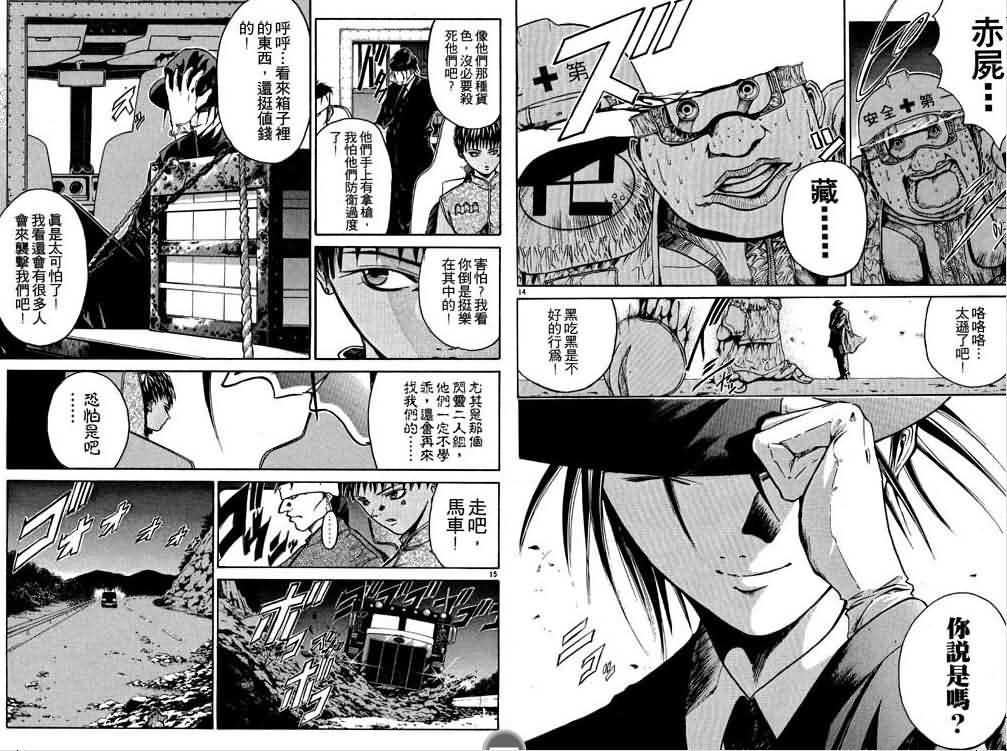 赤屍…
第
安全✚第
藏……
14
咯咯咯…
太遜了吧!
黑吃黑是不
好的行為!
你說是嗎?
像他們那種貨
色,沒必要殺
死他們吧?
他們手上有拿槍,
我怕他們防衛過度
了!
呼呼…看來箱子裡
的東西,還挺値錢
的!
眞是太可怕了!
我看還會有很多人
會來襲擊我們吧!
害怕?我看
你倒是挺樂
在其中的!
尤其是那個
閃靈二人組,
他們一定不學
乖,還會再來
找我們的……
恐怕是吧
……
走吧,
馬車!
……
15